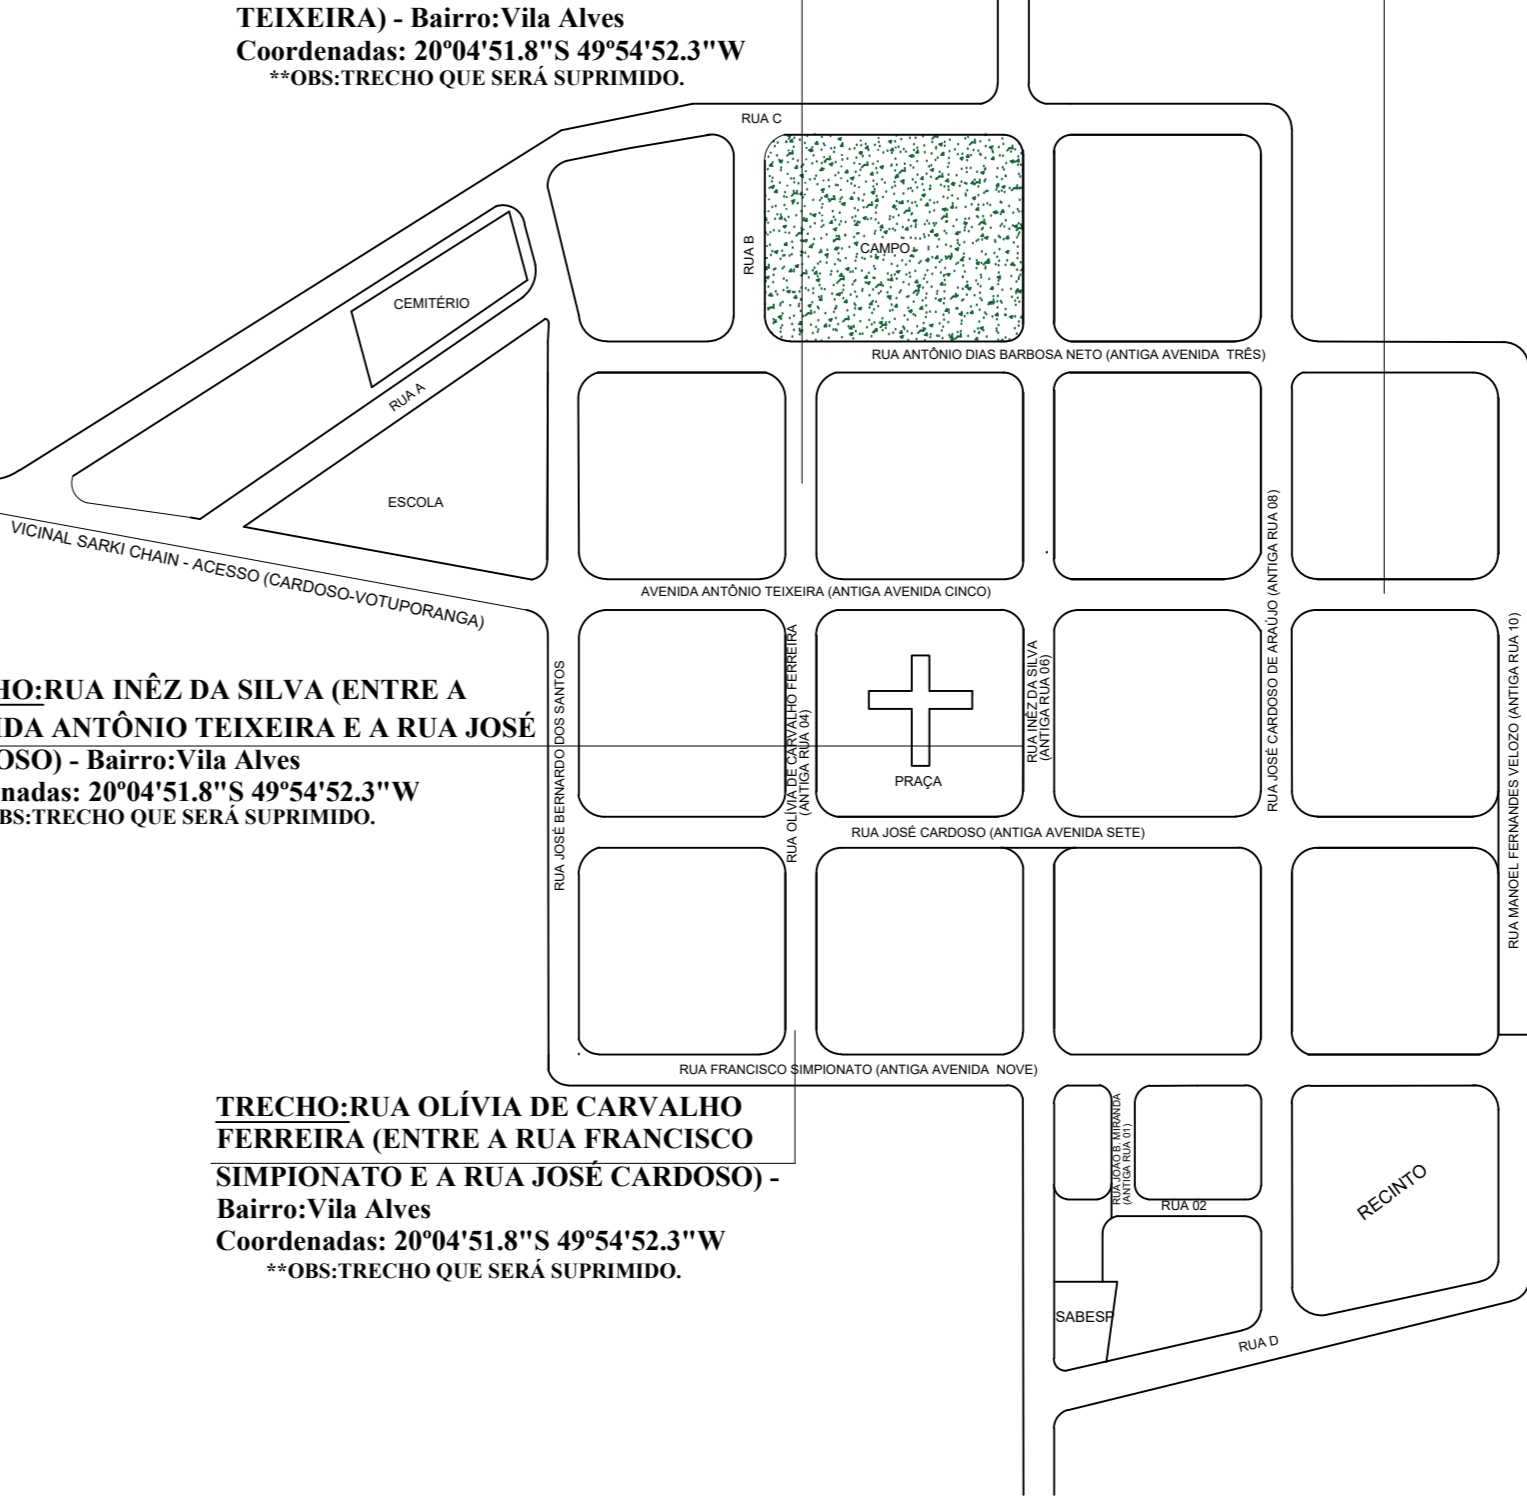 TEIXEIRA) - Bairro:Vila Alves
Coordenadas: 20º04'51.8"S 49º54'52.3"W
**OBS:TRECHO QUE SERÁ SUPRIMIDO.
RUA C
RUA B
CAMPO
CEMITÉRIO
RUA A
RUA ANTÔNIO DIAS BARBOSA NETO (ANTIGA AVENIDA TRÊS)
ESCOLA
VICINAL SARKI CHAIN - ACESSO (CARDOSO-VOTUPORANGA)
AVENIDA ANTÔNIO TEIXEIRA (ANTIGA AVENIDA CINCO)
RUA JOSÉ CARDOSO DE ARAÚJO (ANTIGA RUA 08)
RUA MANOEL FERNANDES VELOZO (ANTIGA RUA 10)
RUA OLÍVIA DE CARVALHO FERREIRA
(ANTIGA RUA 04)
RUA INÊZ DA SILVA
(ANTIGA RUA 06)
RUA JOSÉ BERNARDO DOS SANTOS
HO:RUA INÊZ DA SILVA (ENTRE A
IDA ANTÔNIO TEIXEIRA E A RUA JOSÉ
OSO) - Bairro:Vila Alves
nadas: 20º04'51.8"S 49º54'52.3"W
BS:TRECHO QUE SERÁ SUPRIMIDO.
PRAÇA
RUA JOSÉ CARDOSO (ANTIGA AVENIDA SETE)
RUA FRANCISCO SIMPIONATO (ANTIGA AVENIDA NOVE)
TRECHO:RUA OLÍVIA DE CARVALHO
FERREIRA (ENTRE A RUA FRANCISCO
SIMPIONATO E A RUA JOSÉ CARDOSO) -
Bairro:Vila Alves
Coordenadas: 20º04'51.8"S 49º54'52.3"W
**OBS:TRECHO QUE SERÁ SUPRIMIDO.
RUA JOÃO B. MIRANDA
(ANTIGA RUA 01)
RUA 02
RECINTO
SABESP
RUA D